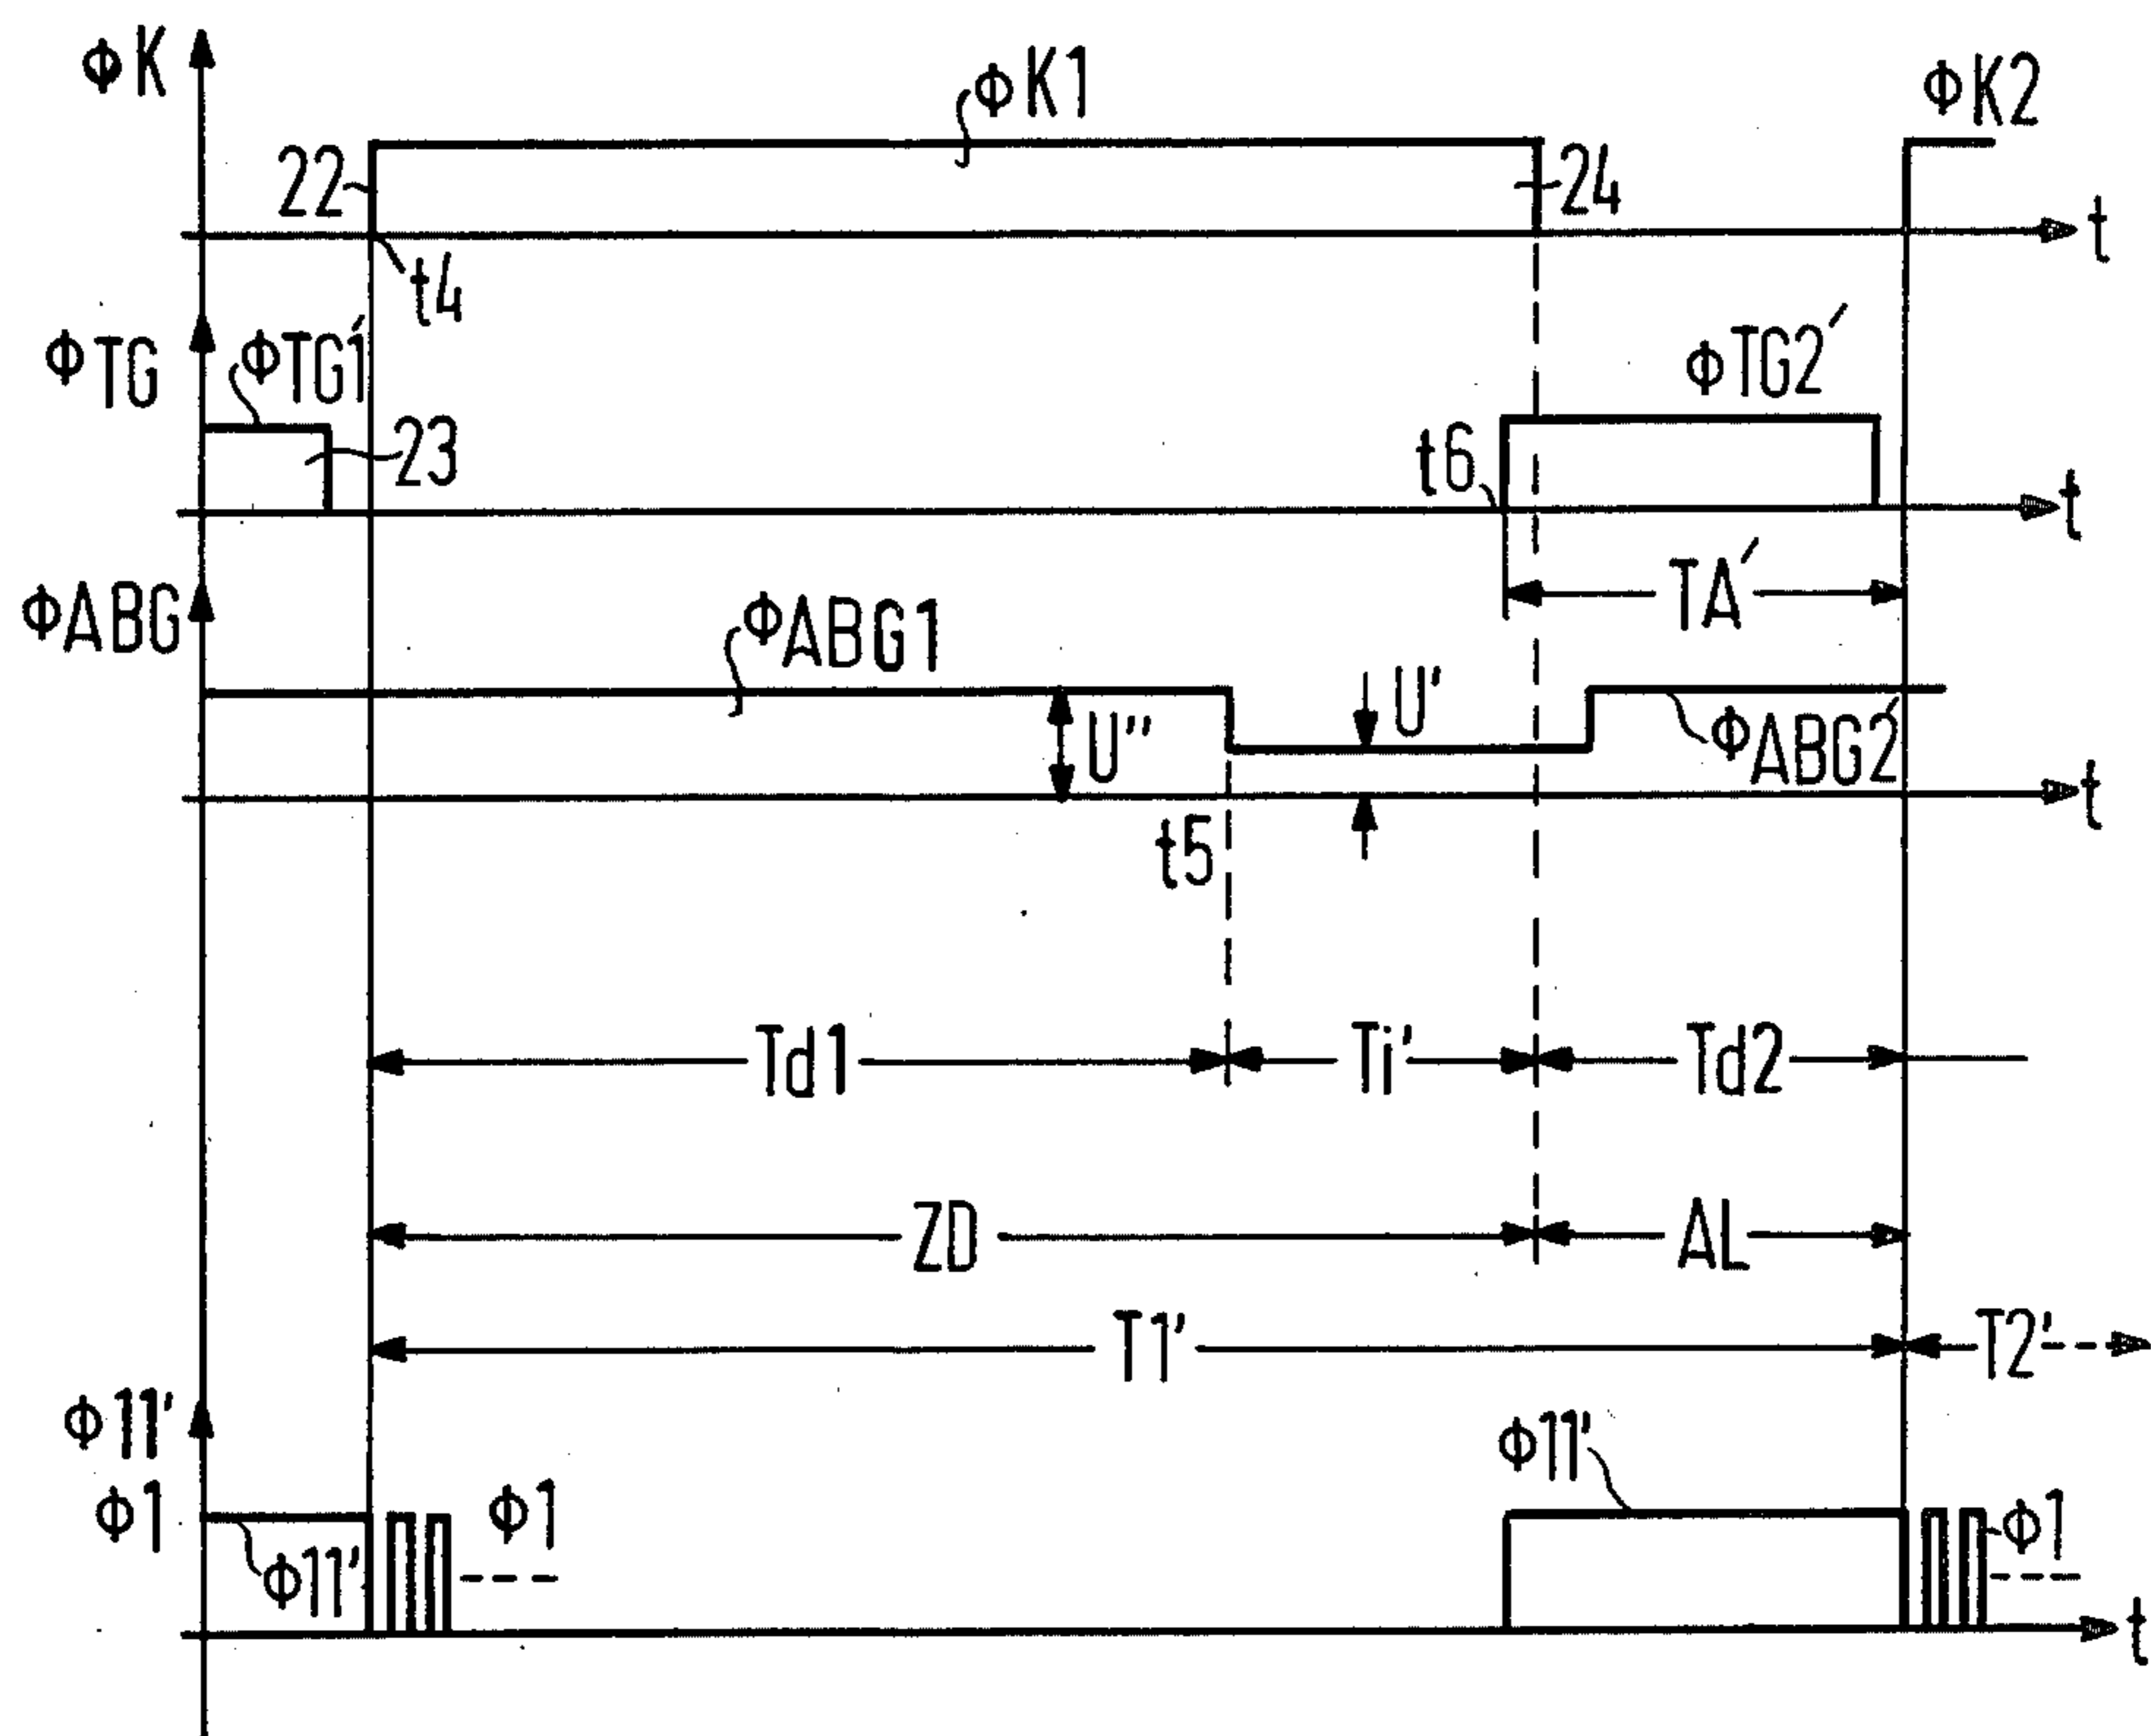 ΦK ΦK1 ΦK2
22 24 t
t4
ΦTG ΦTG1' ΦTG2'
23 t6 t
TA'
ΦABG ΦABG1 U'
U'' ΦABG2'
t5 t
Td1 Ti' Td2
ZD AL
T1' T2'
Φ11' Φ11'
Φ1 Φ11' Φ1 Φ1
t